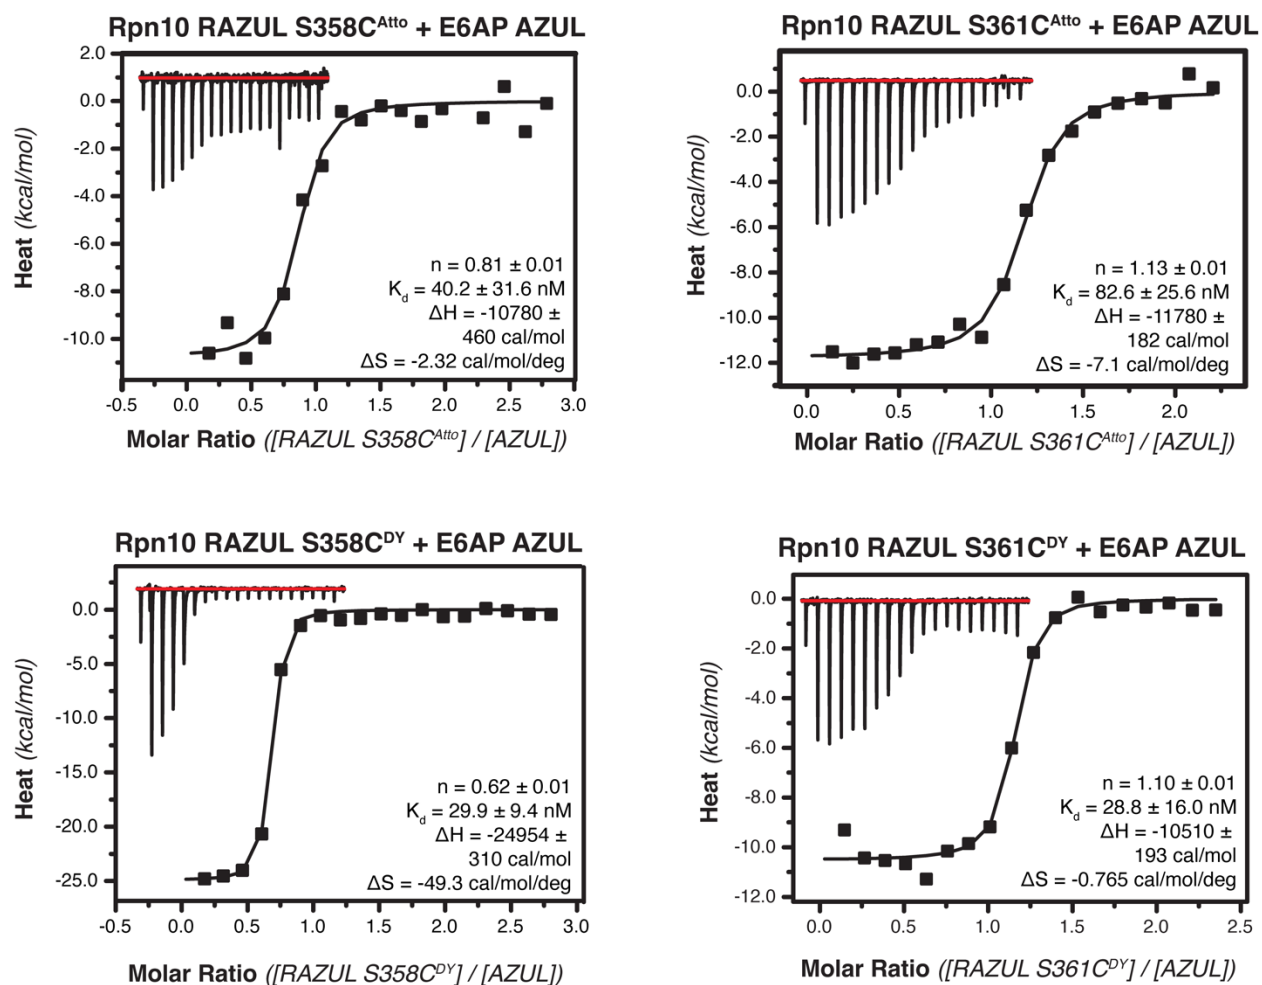 Rpn10 RAZUL S358C^Atto + E6AP AZUL
2.0
0.0
-2.0
-4.0
-6.0
-8.0
-10.0
Heat (kcal/mol)
n = 0.81 ± 0.01
K_d = 40.2 ± 31.6 nM
ΔH = -10780 ±
460 cal/mol
ΔS = -2.32 cal/mol/deg
-0.5 0.0 0.5 1.0 1.5 2.0 2.5 3.0
Molar Ratio ([RAZUL S358C^Atto] / [AZUL])
Rpn10 RAZUL S361C^Atto + E6AP AZUL
0.0
-2.0
-4.0
-6.0
-8.0
-10.0
-12.0
Heat (kcal/mol)
n = 1.13 ± 0.01
K_d = 82.6 ± 25.6 nM
ΔH = -11780 ±
182 cal/mol
ΔS = -7.1 cal/mol/deg
0.0 0.5 1.0 1.5 2.0
Molar Ratio ([RAZUL S361C^Atto] / [AZUL])
Rpn10 RAZUL S358C^DY + E6AP AZUL
0.0
-5.0
-10.0
-15.0
-20.0
-25.0
Heat (kcal/mol)
n = 0.62 ± 0.01
K_d = 29.9 ± 9.4 nM
ΔH = -24954 ±
310 cal/mol
ΔS = -49.3 cal/mol/deg
-0.5 0.0 0.5 1.0 1.5 2.0 2.5 3.0
Molar Ratio ([RAZUL S358C^DY] / [AZUL])
Rpn10 RAZUL S361C^DY + E6AP AZUL
0.0
-2.0
-4.0
-6.0
-8.0
-10.0
-12.0
Heat (kcal/mol)
n = 1.10 ± 0.01
K_d = 28.8 ± 16.0 nM
ΔH = -10510 ±
193 cal/mol
ΔS = -0.765 cal/mol/deg
0.0 0.5 1.0 1.5 2.0 2.5
Molar Ratio ([RAZUL S361C^DY] / [AZUL])